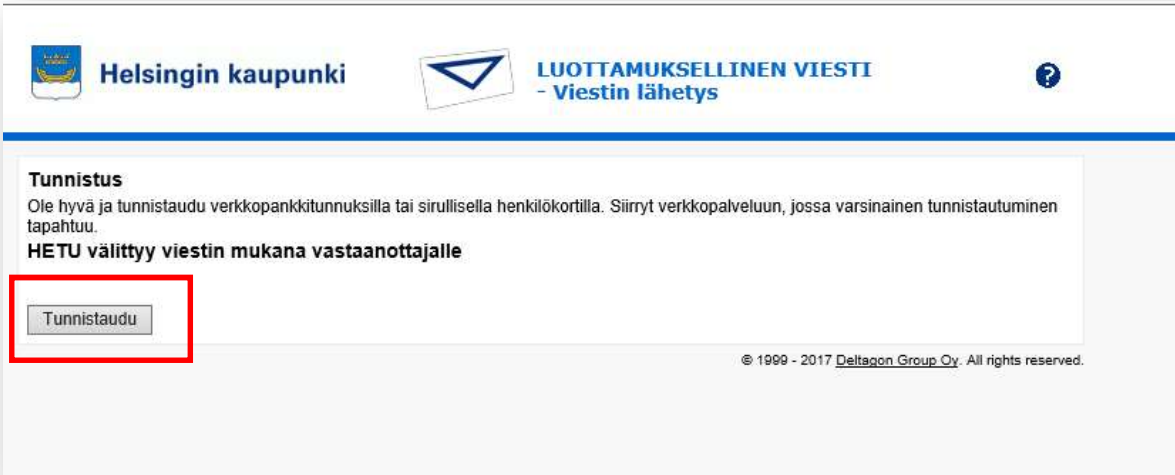 Helsingin kaupunki
LUOTTAMUKSELLINEN VIESTI
- Viestin lähetys
?
Tunnistus
Ole hyvä ja tunnistaudu verkkopankkitunnuksilla tai sirullisella henkilökortilla. Siirryt verkkopalveluun, jossa varsinainen tunnistautuminen
tapahtuu.
HETU välittyy viestin mukana vastaanottajalle
Tunnistaudu
© 1999 - 2017 Deltagon Group Oy. All rights reserved.